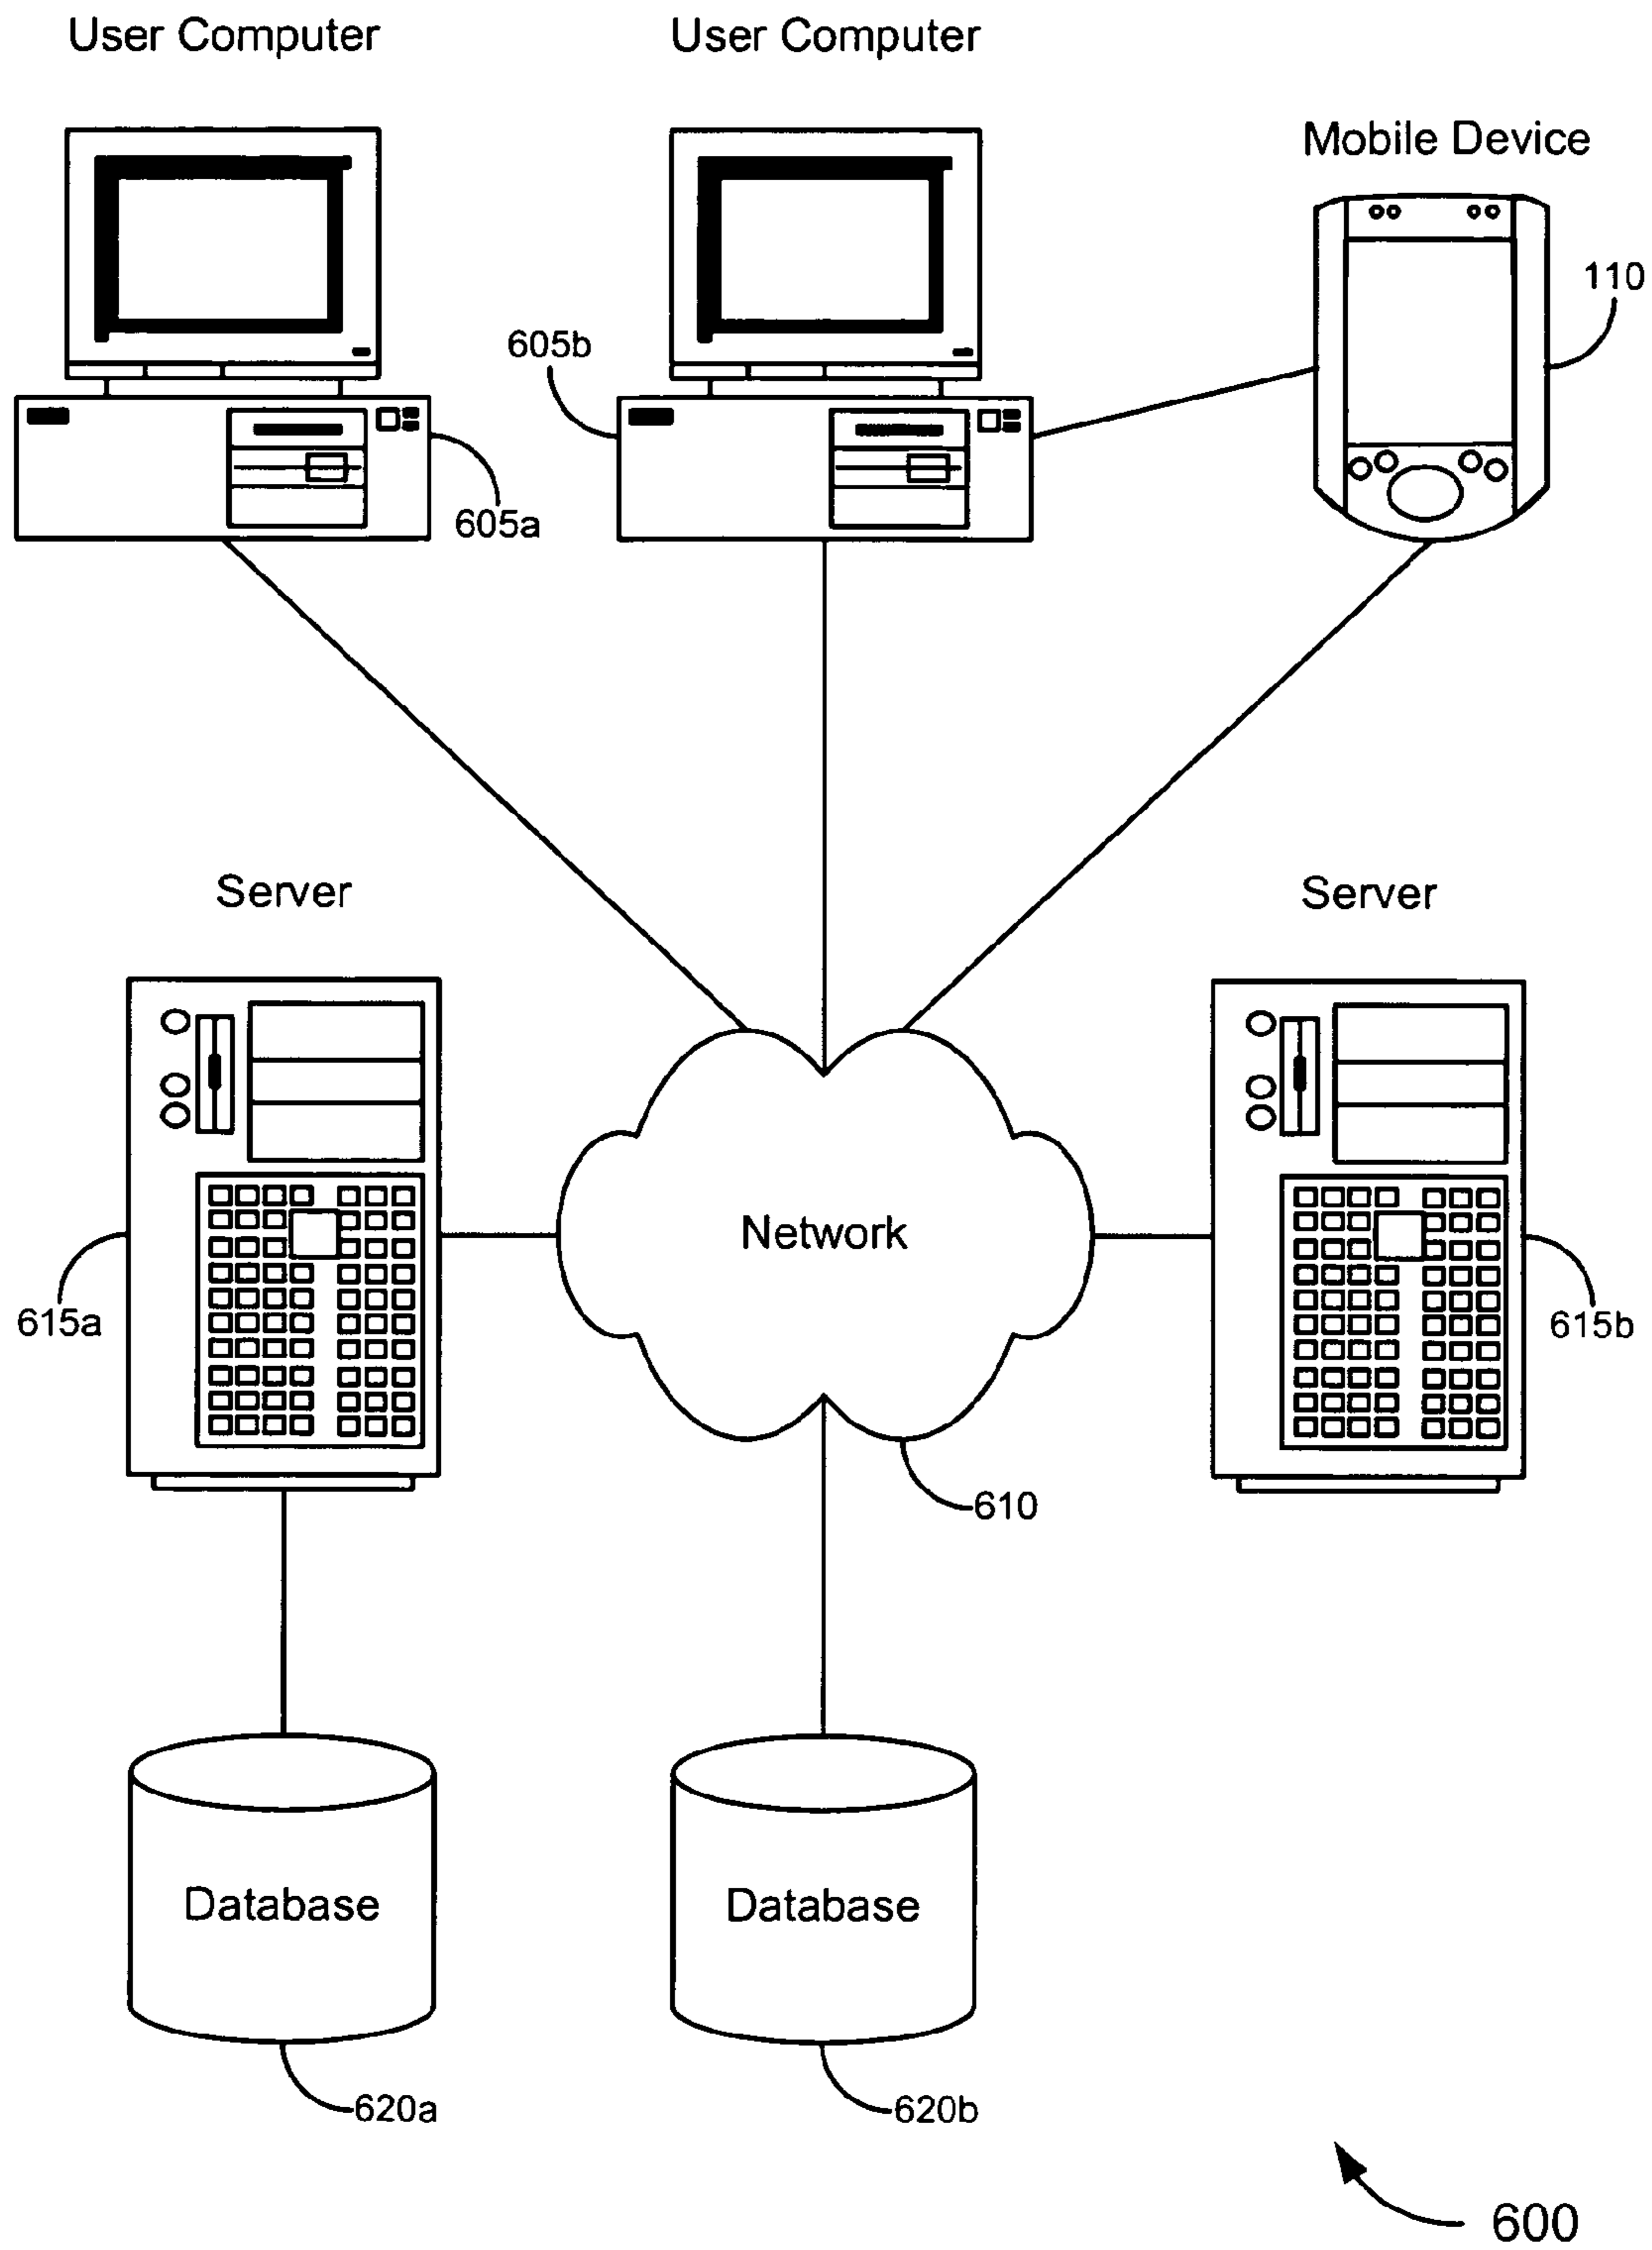 User Computer
User Computer
Mobile Device
110
605b
605a
Server
Server
Network
615a
615b
610
Database
Database
620a
620b
600